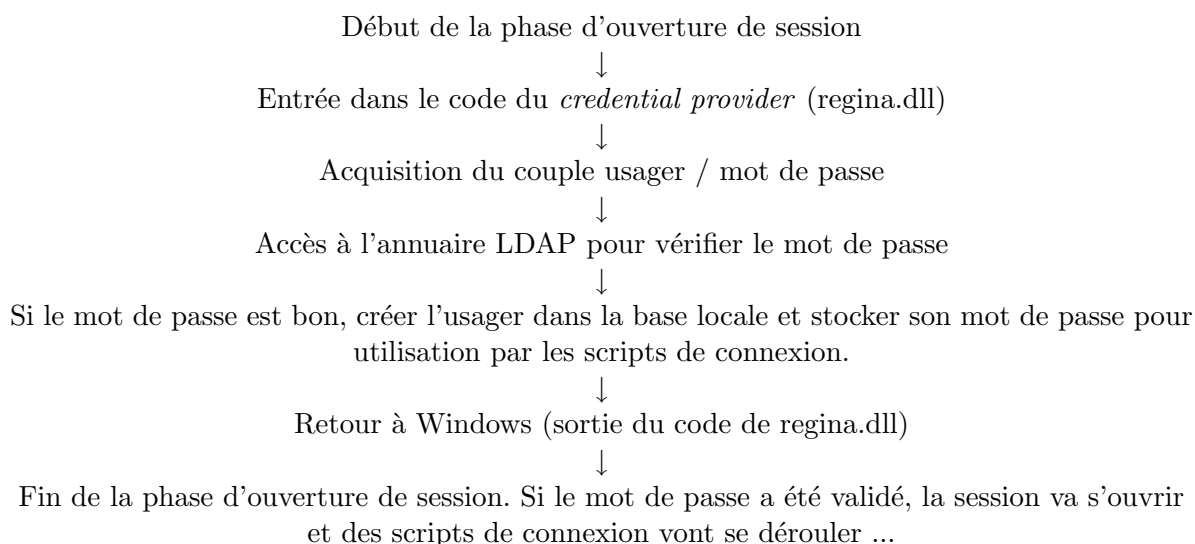 Début de la phase d'ouverture de session
↓
Entrée dans le code du credential provider (regina.dll)
↓
Acquisition du couple usager / mot de passe
↓
Accès à l'annuaire LDAP pour vérifier le mot de passe
↓
Si le mot de passe est bon, créer l'usager dans la base locale et stocker son mot de passe pour
utilisation par les scripts de connexion.
↓
Retour à Windows (sortie du code de regina.dll)
↓
Fin de la phase d'ouverture de session. Si le mot de passe a été validé, la session va s'ouvrir
et des scripts de connexion vont se dérouler ...